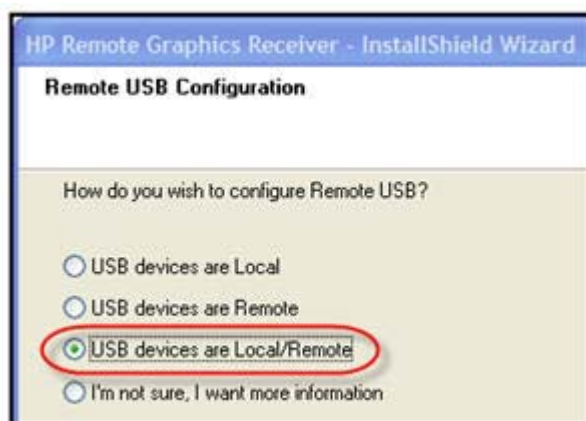 HP Remote Graphics Receiver - InstallShield Wizard
Remote USB Configuration
How do you wish to configure Remote USB?
USB devices are Local
USB devices are Remote
USB devices are Local/Remote
I'm not sure, I want more information